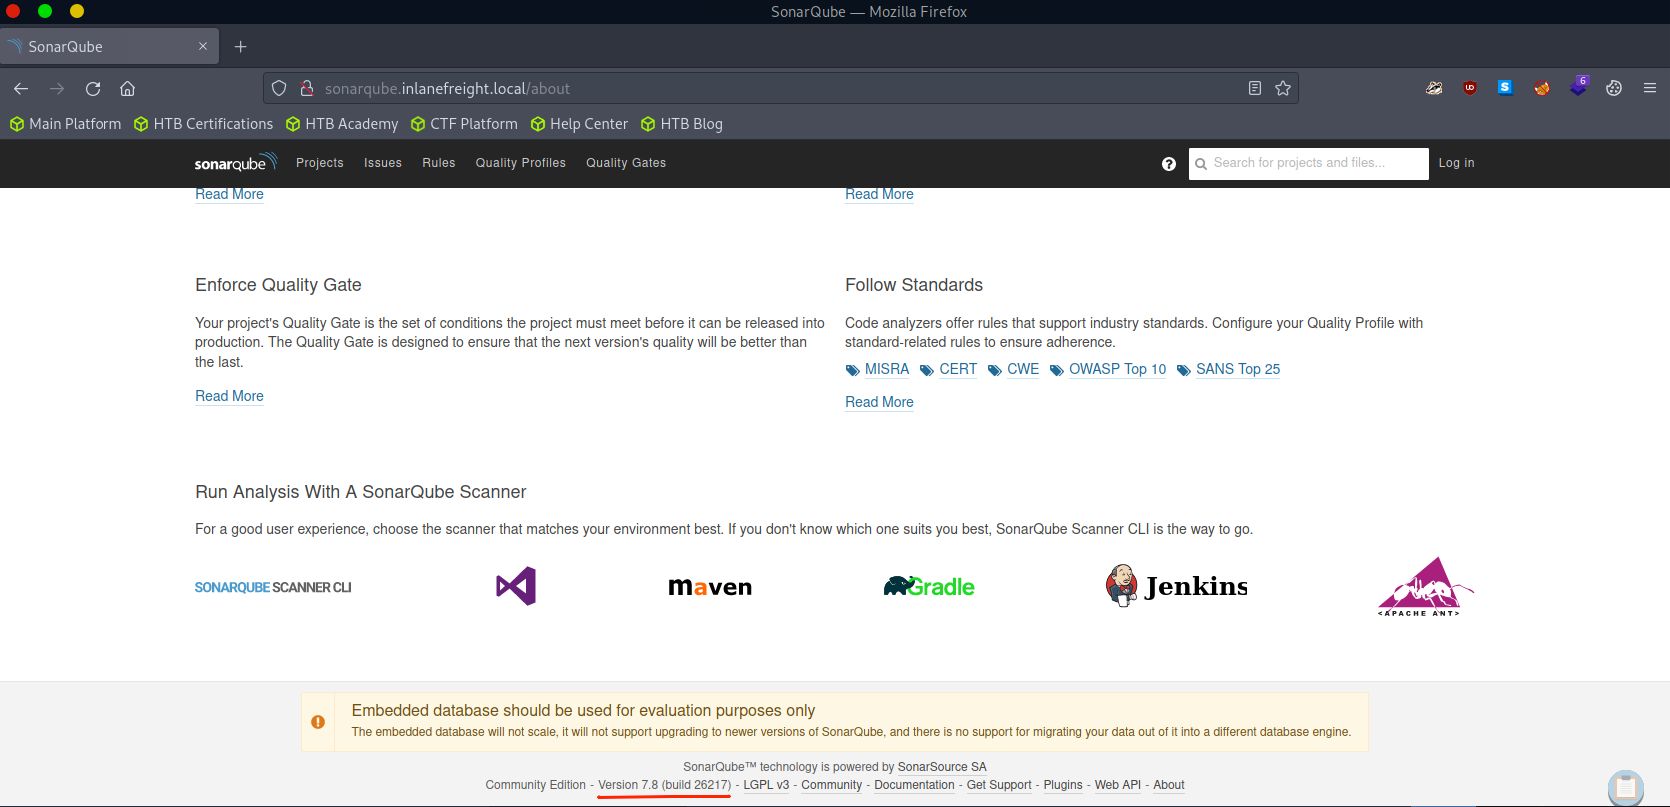 SonarQube — Mozilla Firefox
SonarQube
sonarqube.inlanefreight.local/about
6
Main Platform HTB Certifications HTB Academy CTF Platform Help Center HTB Blog
sonarqube Projects Issues Rules Quality Profiles Quality Gates Search for projects and files... Log in
Read More Read More
Enforce Quality Gate
Your project's Quality Gate is the set of conditions the project must meet before it can be released into
production. The Quality Gate is designed to ensure that the next version's quality will be better than
the last.
Read More
Follow Standards
Code analyzers offer rules that support industry standards. Configure your Quality Profile with
standard-related rules to ensure adherence.
MISRA CERT CWE OWASP Top 10 SANS Top 25
Read More
Run Analysis With A SonarQube Scanner
For a good user experience, choose the scanner that matches your environment best. If you don't know which one suits you best, SonarQube Scanner CLI is the way to go.
SONARQUBE SCANNER CLI maven Gradle Jenkins <APACHE ANT>
Embedded database should be used for evaluation purposes only
The embedded database will not scale, it will not support upgrading to newer versions of SonarQube, and there is no support for migrating your data out of it into a different database engine.
SonarQube™ technology is powered by SonarSource SA
Community Edition - Version 7.8 (build 26217) - LGPL v3 - Community - Documentation - Get Support - Plugins - Web API - About